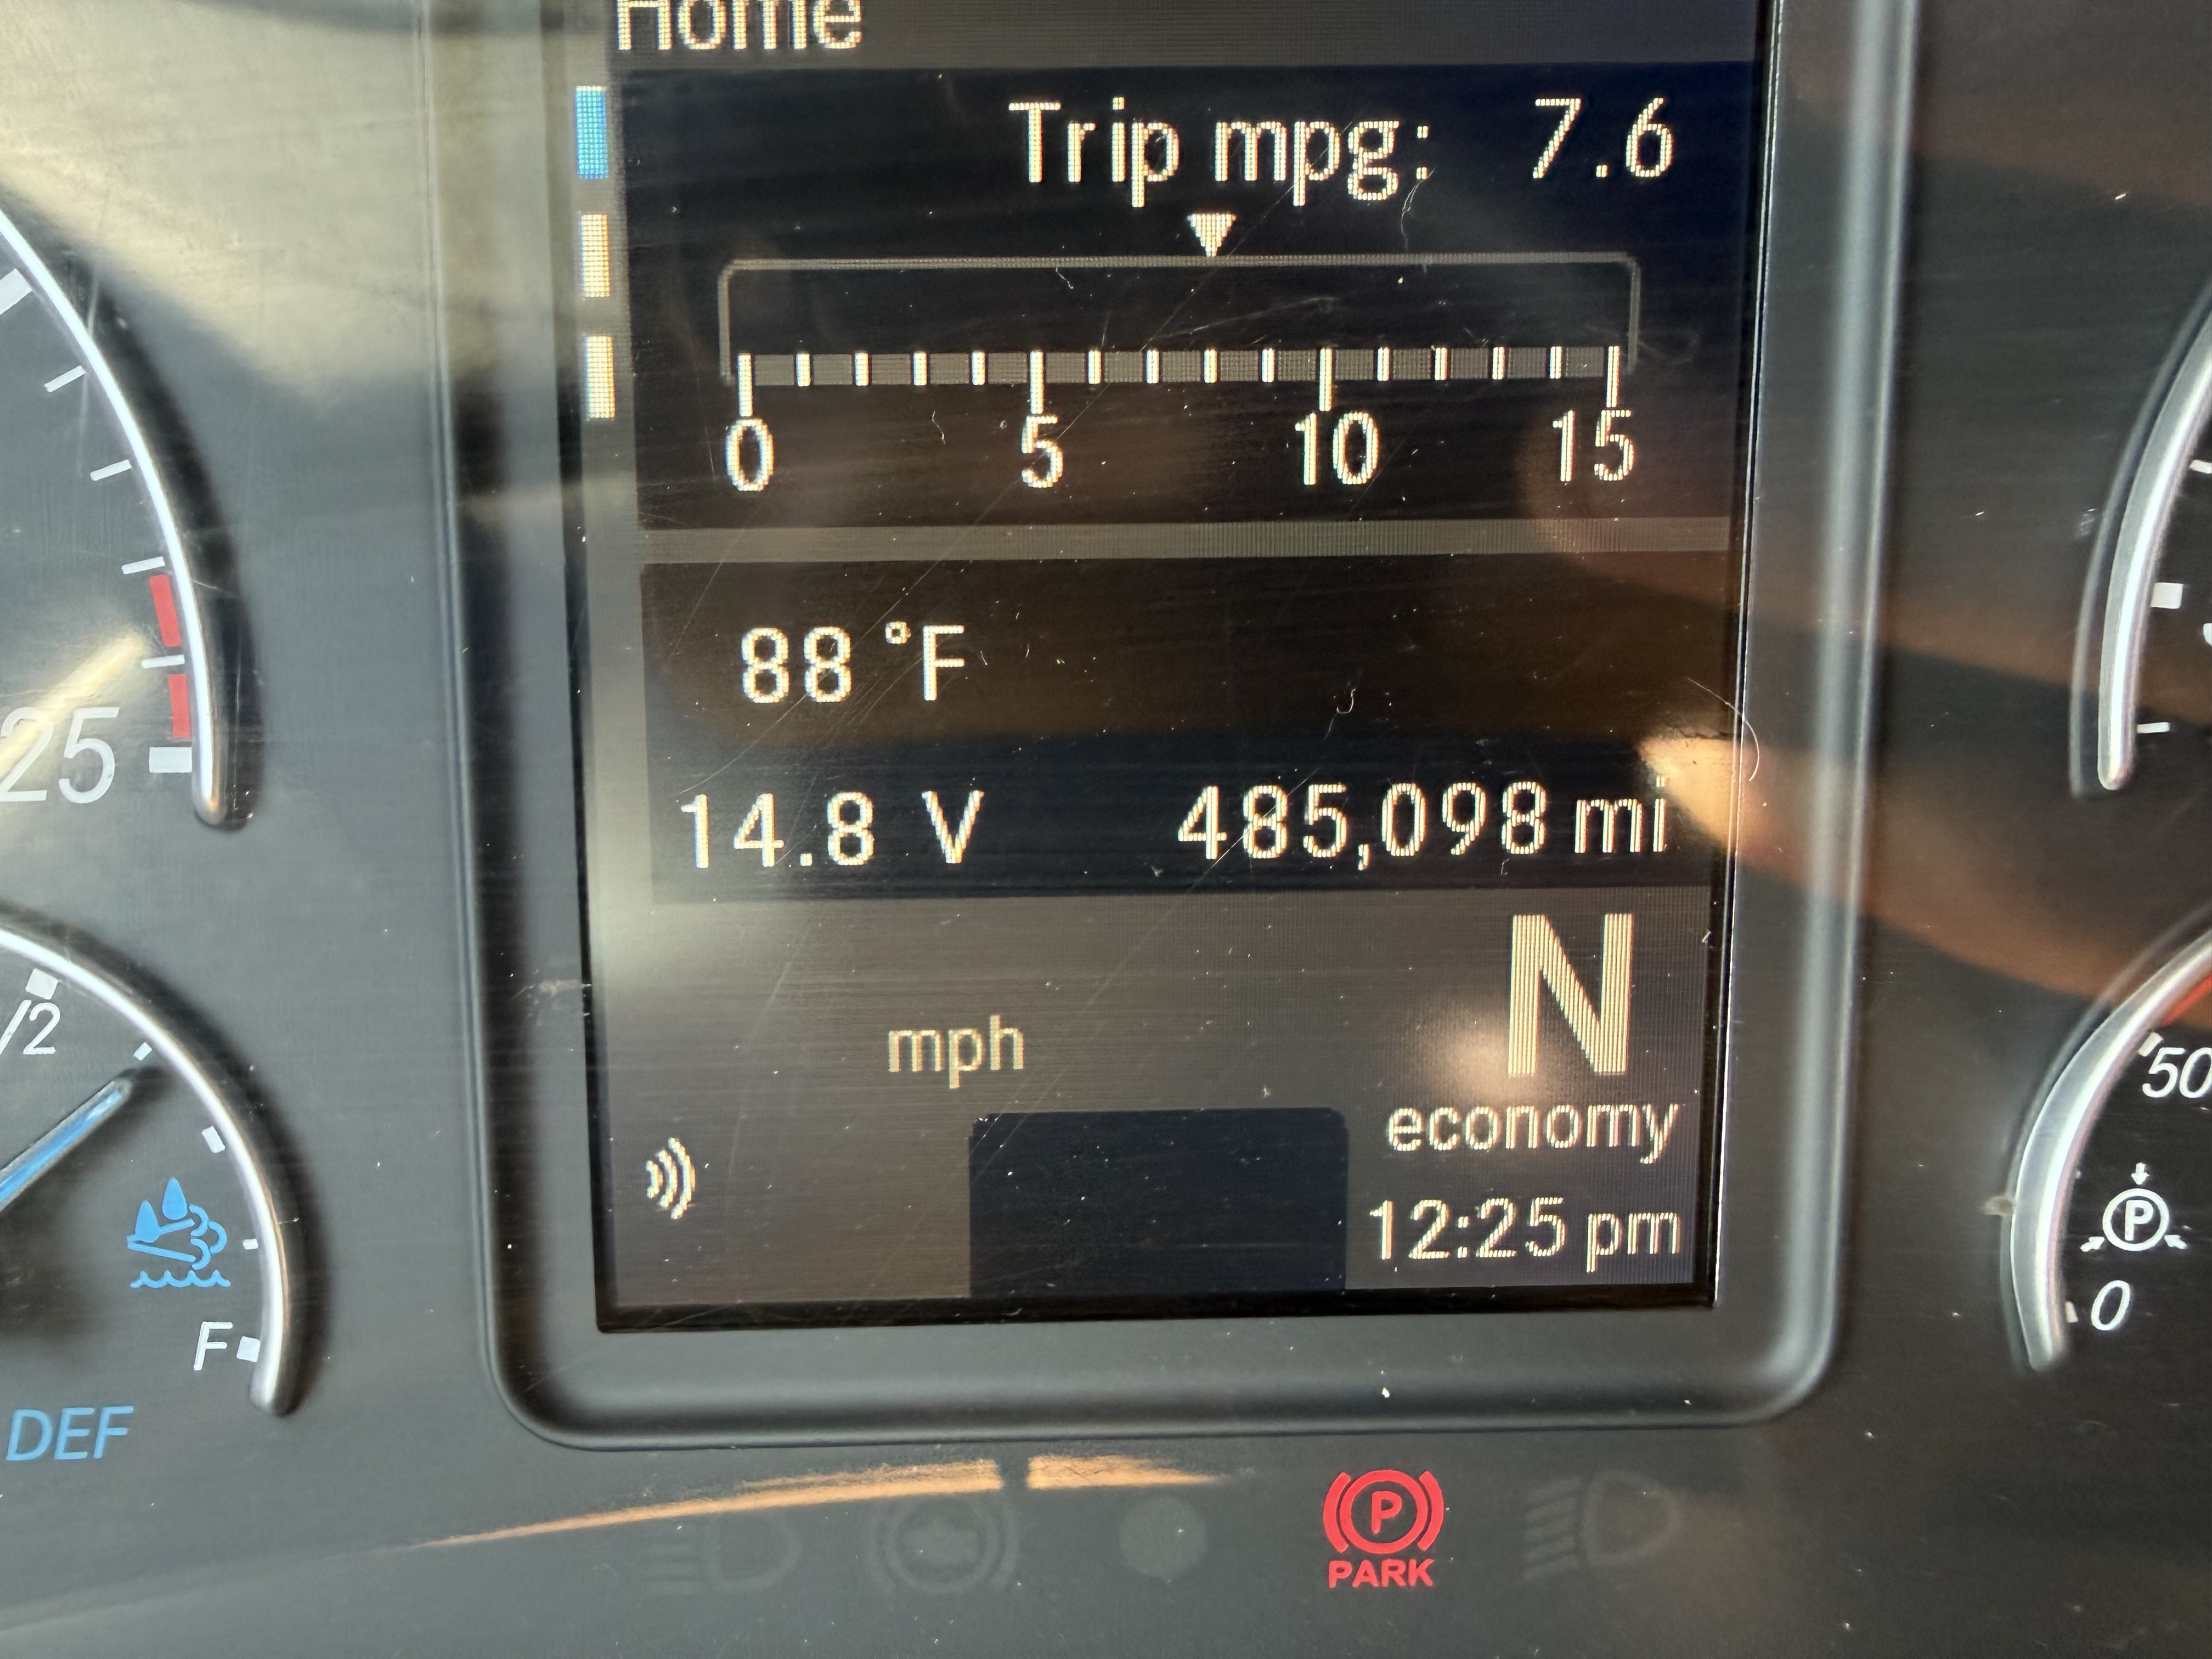 Home
Trip mpg: 7.6
0 5 10 15
88 °F
25
14.8 V 485,098 mi
N
/2
mph
50
economy
P
12:25 pm
0
F
DEF
P
PARK